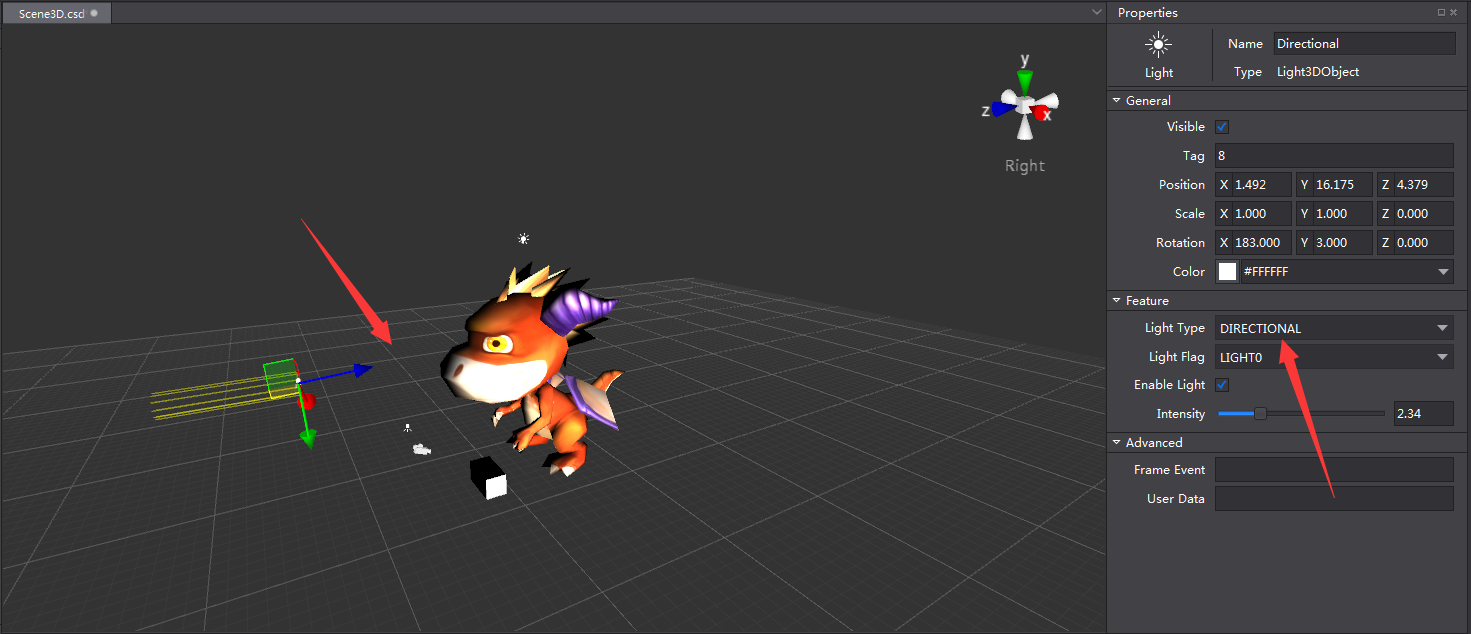 Scene3D.csd
y
z
x
Right
Properties
Light
Name Directional
Type Light3DObject
General
Visible
Tag 8
Position X 1.492 Y 16.175 Z 4.379
Scale X 1.000 Y 1.000 Z 0.000
Rotation X 183.000 Y 3.000 Z 0.000
Color #FFFFFF
Feature
Light Type DIRECTIONAL
Light Flag LIGHT0
Enable Light
Intensity 2.34
Advanced
Frame Event
User Data